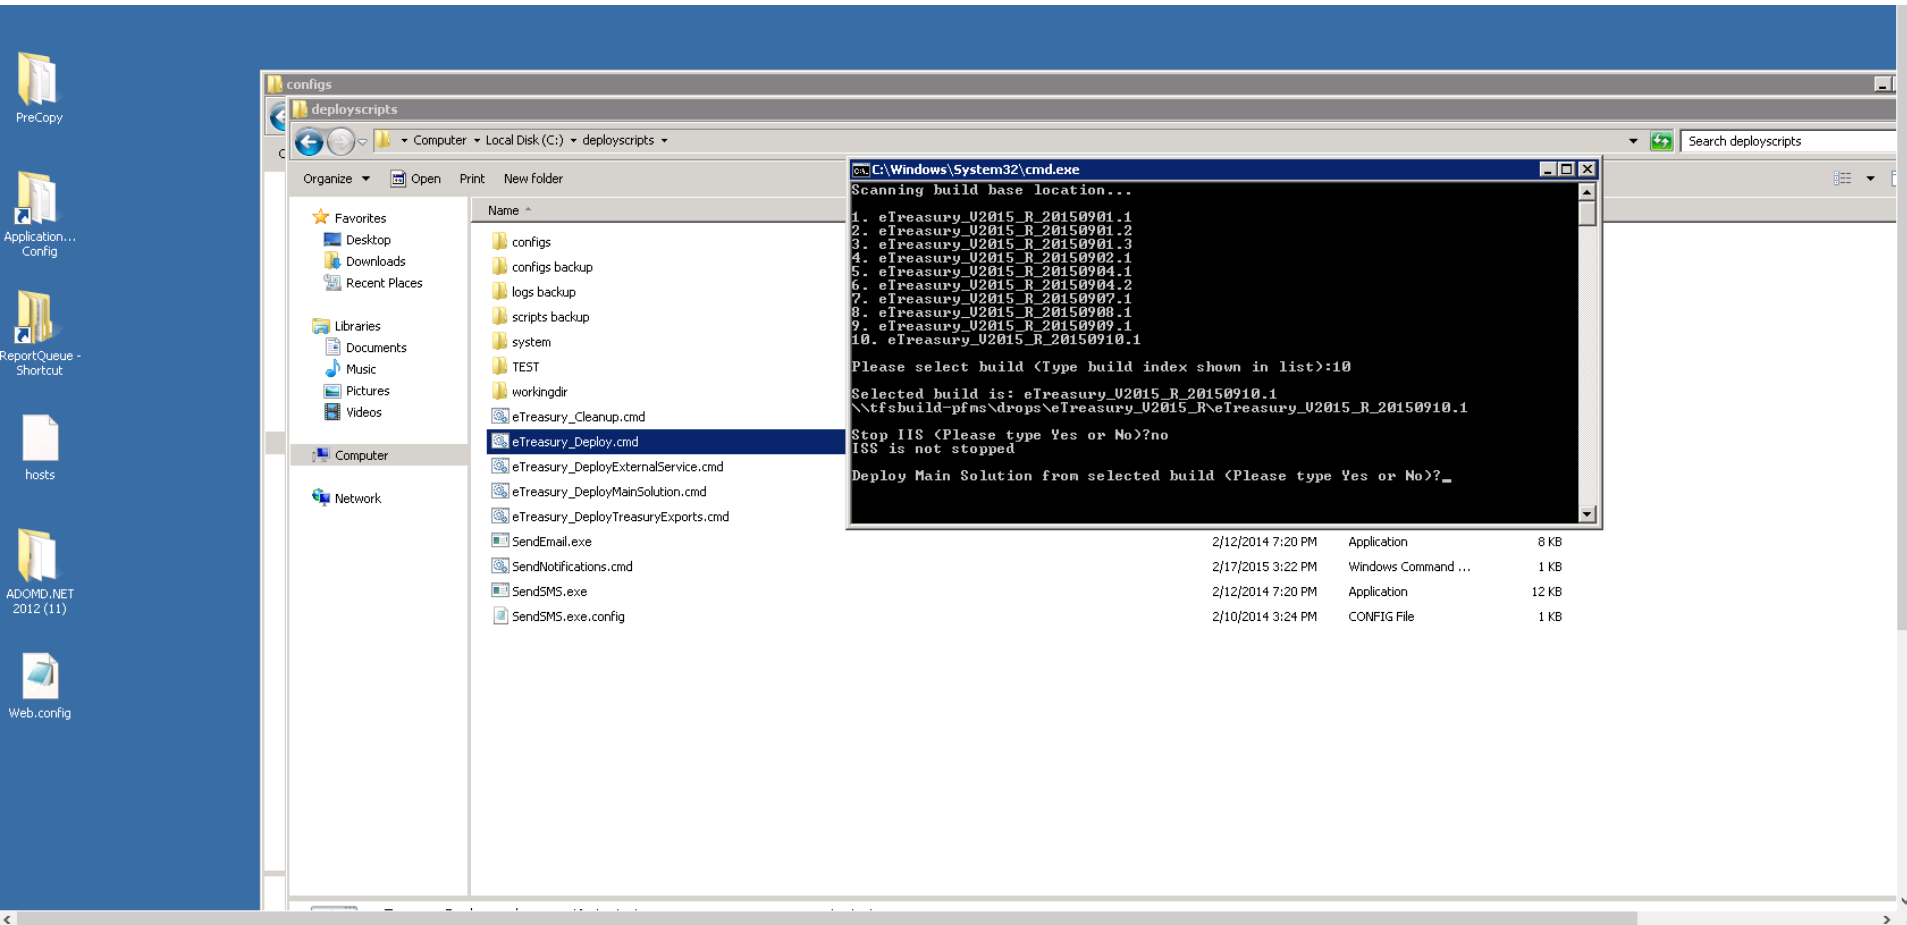 PreCopy
Application...
Config
ReportQueue -
Shortcut
hosts
ADOMD.NET
2012 (11)
Web.config
configs
deployscripts
Computer
Local Disk (C:)
deployscripts
Search deployscripts
Organize
Open
Print
New folder
Favorites
Desktop
Downloads
Recent Places
Libraries
Documents
Music
Pictures
Videos
Computer
Network
Name
configs
configs backup
logs backup
scripts backup
system
TEST
workingdir
eTreasury_Cleanup.cmd
eTreasury_Deploy.cmd
eTreasury_DeployExternalService.cmd
eTreasury_DeployMainSolution.cmd
eTreasury_DeployTreasuryExports.cmd
SendEmail.exe 2/12/2014 7:20 PM Application 8 KB
SendNotifications.cmd 2/17/2015 3:22 PM Windows Command ... 1 KB
SendSMS.exe 2/12/2014 7:20 PM Application 12 KB
SendSMS.exe.config 2/10/2014 3:24 PM CONFIG File 1 KB
C:\Windows\System32\cmd.exe
Scanning build base location...
1. eTreasury_V2015_R_20150901.1
2. eTreasury_V2015_R_20150901.2
3. eTreasury_V2015_R_20150901.3
4. eTreasury_V2015_R_20150902.1
5. eTreasury_V2015_R_20150904.1
6. eTreasury_V2015_R_20150904.2
7. eTreasury_V2015_R_20150907.1
8. eTreasury_V2015_R_20150908.1
9. eTreasury_V2015_R_20150909.1
10. eTreasury_V2015_R_20150910.1
Please select build (Type build index shown in list):10
Selected build is: eTreasury_V2015_R_20150910.1
\\tfsbuild-pfms\drops\eTreasury_V2015_R\eTreasury_V2015_R_20150910.1
Stop IIS (Please type Yes or No)?no
ISS is not stopped
Deploy Main Solution from selected build (Please type Yes or No)?_